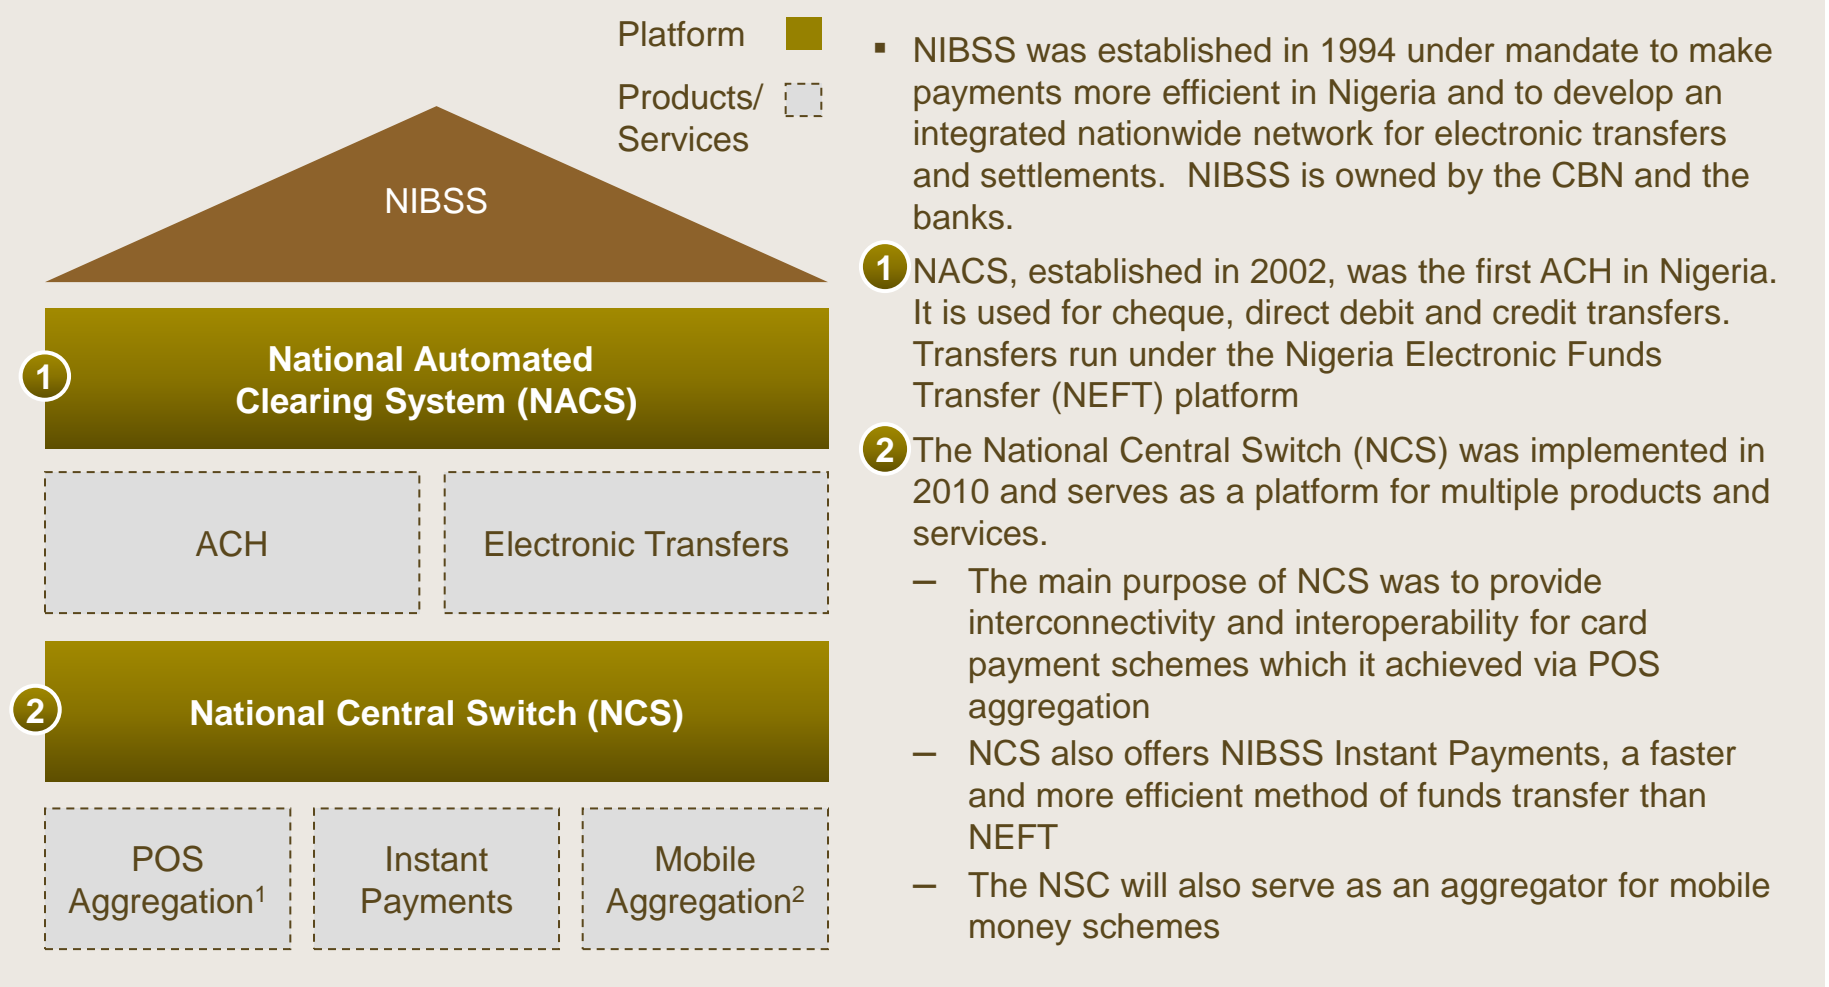 Platform
Products/
Services
NIBSS
1
National Automated
Clearing System (NACS)
ACH
Electronic Transfers
2
National Central Switch (NCS)
POS
Aggregation1
Instant
Payments
Mobile
Aggregation2
▪ NIBSS was established in 1994 under mandate to make
payments more efficient in Nigeria and to develop an
integrated nationwide network for electronic transfers
and settlements.  NIBSS is owned by the CBN and the
banks.
1 NACS, established in 2002, was the first ACH in Nigeria.
It is used for cheque, direct debit and credit transfers.
Transfers run under the Nigeria Electronic Funds
Transfer (NEFT) platform
2 The National Central Switch (NCS) was implemented in
2010 and serves as a platform for multiple products and
services.
– The main purpose of NCS was to provide
interconnectivity and interoperability for card
payment schemes which it achieved via POS
aggregation
– NCS also offers NIBSS Instant Payments, a faster
and more efficient method of funds transfer than
NEFT
– The NSC will also serve as an aggregator for mobile
money schemes